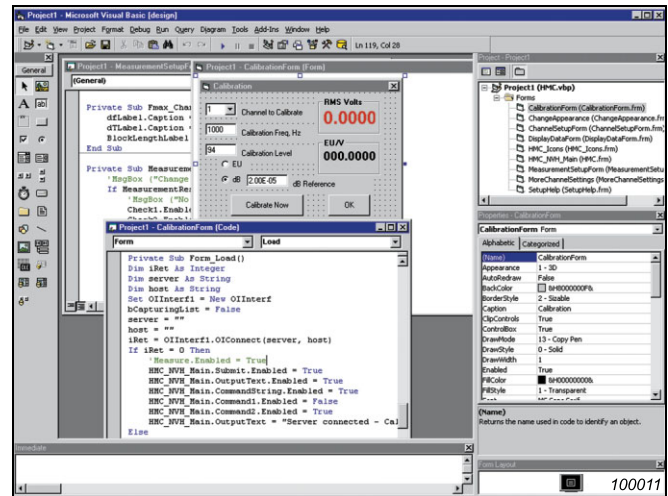 Project1 - Microsoft Visual Basic [design]
File Edit View Project Format Debug Run Query Diagram Tools Add-Ins Window Help
Ln 119, Col 28
General
Project1 - MeasurementSetupF
(General)
Private Sub Fmax_Cha
dfLabel.Caption =
dTLabel.Caption =
BlockLengthLabel
End Sub
Private Sub Measureme
'MsgBox ("Change
If MeasurementRe
'MsgBox ("No
Check1.Enabl
Project1 - CalibrationForm (Form)
Calibration
1 Channel to Calibrate
1000 Calibration Freq, Hz
94 Calibration Level
EU
dB 2.00E-05 dB Reference
RMS Volts
0.0000
EU/V
000.0000
Calibrate Now OK
Project1 - CalibrationForm (Code)
Form Load
Private Sub Form_Load()
Dim iRet As Integer
Dim server As String
Dim host As String
Set OIInterf1 = New OIInterf
bCapturingList = False
server = ""
host = ""
iRet = OIInterf1.OIConnect(server, host)
If iRet = 0 Then
'Measure.Enabled = True
HMC_NVH_Main.Submit.Enabled = True
HMC_NVH_Main.OutputText.Enabled = True
HMC_NVH_Main.CommandString.Enabled = True
HMC_NVH_Main.Command1.Enabled = False
HMC_NVH_Main.Command2.Enabled = True
HMC_NVH_Main.OutputText = "Server connected - Cal
Else
Immediate
Project - Project1
Project1 (HMC.vbp)
Forms
CalibrationForm (CalibrationForm.frm)
ChangeAppearance (ChangeAppearance.fr
ChannelSetupForm (ChannelSetupForm.frm)
DisplayDataForm (DisplayDataForm.frm)
HMC_Icons (HMC_Icons.frm)
HMC_NVH_Main (HMC_NVH_Main.frm)
MeasurementSetupForm (MeasurementSetu
MoreChannelSettings (MoreChannelSettings
SetupHelp (SetupHelp.frm)
Properties - CalibrationForm
CalibrationForm Form
Alphabetic Categorized
(Name) CalibrationForm
Appearance 1 - 3D
AutoRedraw False
BackColor &H8000000F&
BorderStyle 2 - Sizable
Caption Calibration
ClipControls True
ControlBox True
DrawMode 13 - Copy Pen
DrawStyle 0 - Solid
DrawWidth 1
Enabled True
FillColor &H00000000&
FillStyle 1 - Transparent
Font MS Sans Serif
(Name)
Returns the name used in code to identify an object.
Form Layout
100011